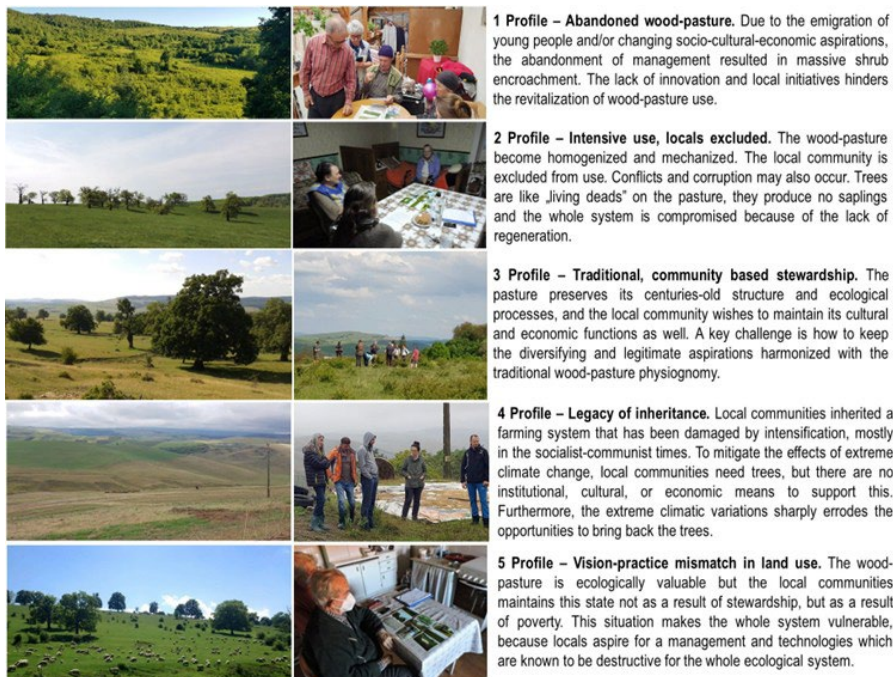 1 Profile – Abandoned wood-pasture. Due to the emigration of
young people and/or changing socio-cultural-economic aspirations,
the abandonment of management resulted in massive shrub
encroachment. The lack of innovation and local initiatives hinders
the revitalization of wood-pasture use.
2 Profile – Intensive use, locals excluded. The wood-pasture
become homogenized and mechanized. The local community is
excluded from use. Conflicts and corruption may also occur. Trees
are like „living deads” on the pasture, they produce no saplings
and the whole system is compromised because of the lack of
regeneration.
3 Profile – Traditional, community based stewardship. The
pasture preserves its centuries-old structure and ecological
processes, and the local community wishes to maintain its cultural
and economic functions as well. A key challenge is how to keep
the diversifying and legitimate aspirations harmonized with the
traditional wood-pasture physiognomy.
4 Profile – Legacy of inheritance. Local communities inherited a
farming system that has been damaged by intensification, mostly
in the socialist-communist times. To mitigate the effects of extreme
climate change, local communities need trees, but there are no
institutional, cultural, or economic means to support this.
Furthermore, the extreme climatic variations sharply errodes the
opportunities to bring back the trees.
5 Profile – Vision-practice mismatch in land use. The wood-
pasture is ecologically valuable but the local communities
maintains this state not as a result of stewardship, but as a result
of poverty. This situation makes the whole system vulnerable,
because locals aspire for a management and technologies which
are known to be destructive for the whole ecological system.